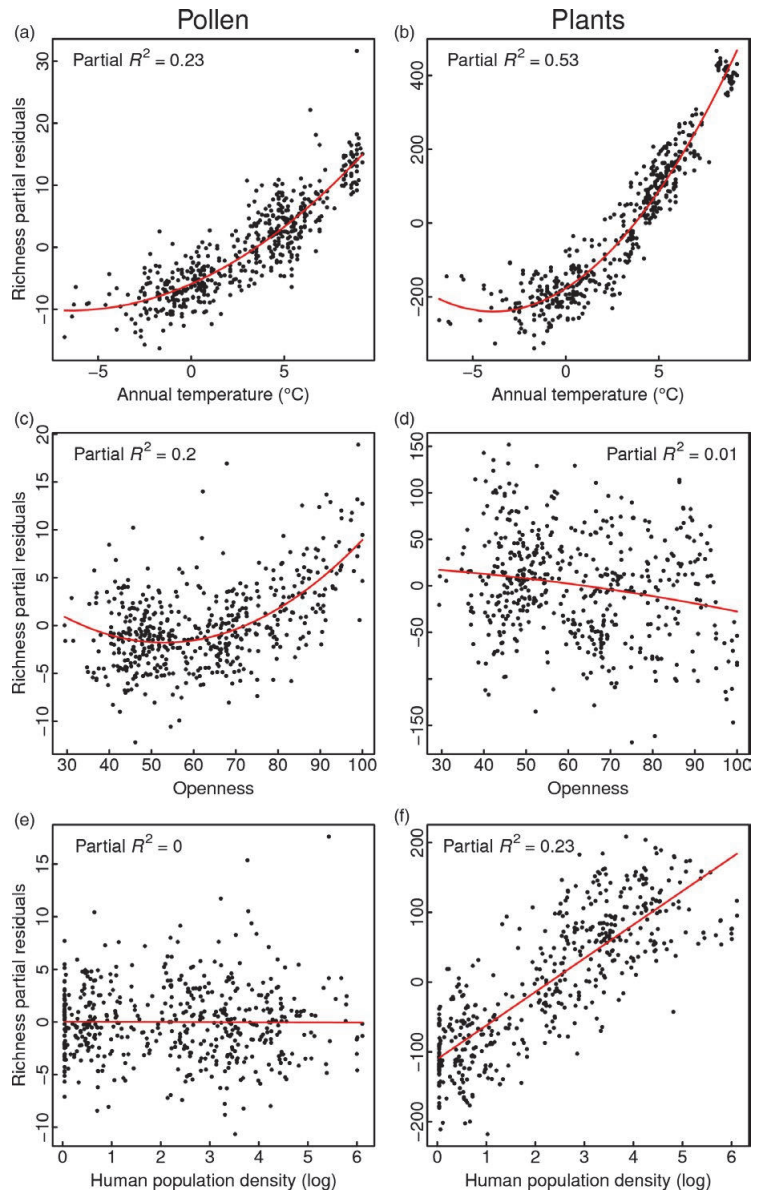 Pollen
Plants
(a)
Partial R² = 0.23
Richness partial residuals
30
20
10
0
−10
−5
0
5
Annual temperature (°C)
(b)
Partial R² = 0.53
400
200
0
−200
−5
0
5
Annual temperature (°C)
(c)
Partial R² = 0.2
Richness partial residuals
20
15
10
5
0
−5
−10
30 40 50 60 70 80 90 100
Openness
(d)
Partial R² = 0.01
150
100
50
0
−50
−150
30 40 50 60 70 80 90 100
Openness
(e)
Partial R² = 0
Richness partial residuals
15
10
5
0
−5
−10
0 1 2 3 4 5 6
Human population density (log)
(f)
Partial R² = 0.23
200
100
0
−100
−200
0 1 2 3 4 5 6
Human population density (log)